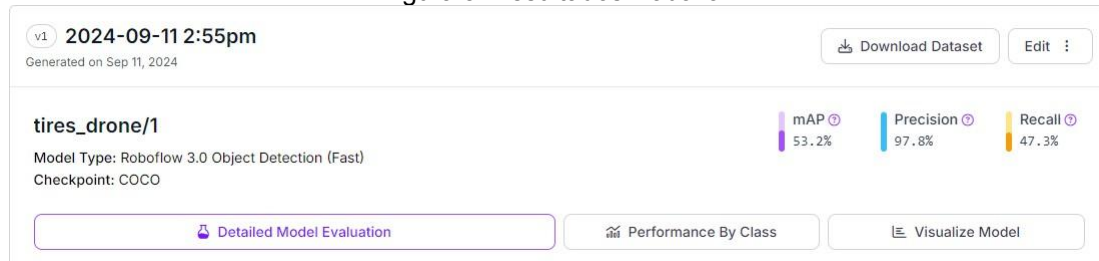 v1 2024-09-11 2:55pm
Download Dataset
Edit
Generated on Sep 11, 2024
tires_drone/1
mAP
Precision
Recall
53.2%
97.8%
47.3%
Model Type: Roboflow 3.0 Object Detection (Fast)
Checkpoint: COCO
Detailed Model Evaluation
Performance By Class
Visualize Model